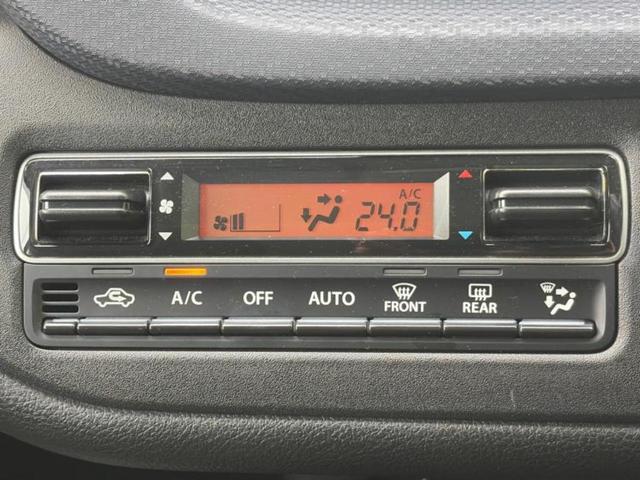 A/C
24.0
A/C OFF AUTO FRONT REAR